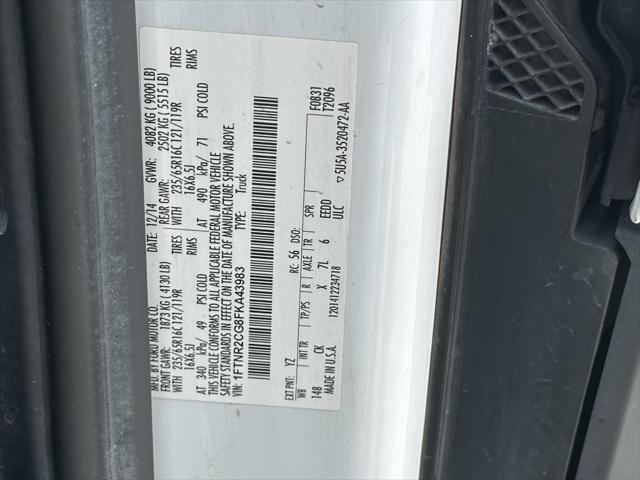 MFD. BY FORD MOTOR CO.
DATE: 12/14 GVWR: 4082 KG ( 9000 LB)
FRONT GAWR: 1873 KG ( 4130 LB) REAR GAWR: 2502 KG ( 5515 LB)
WITH 235/65R16C 121/119R TIRES WITH 235/65R16C 121/119R TIRES
16X6.5J RIMS 16X6.5J RIMS
AT 340 kPa/ 49 PSI COLD AT 490 kPa/ 71 PSI COLD
THIS VEHICLE CONFORMS TO ALL APPLICABLE FEDERAL MOTOR VEHICLE
SAFETY STANDARDS IN EFFECT ON THE DATE OF MANUFACTURE SHOWN ABOVE.
VIN: 1FTNR2CG8FKA43983 TYPE: Truck
F0831
T2096
EXT PNT: YZ RC: 56 DSO:
WB INT TR TP/PS R AXLE TR SPR
148 CK X 7L 6 EEDD
MADE IN U.S.A. ULC
1201412234718
▽5U5A-3520472-AA